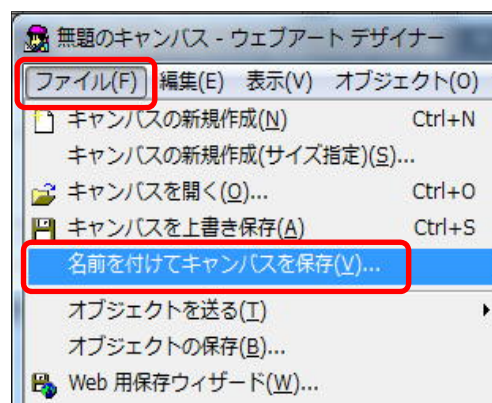 無題のキャンバス - ウェブアート デザイナー
ファイル(F) 編集(E) 表示(V) オブジェクト(O)
キャンバスの新規作成(N) Ctrl+N
キャンバスの新規作成(サイズ指定)(S)...
キャンバスを開く(O)... Ctrl+O
キャンバスを上書き保存(A) Ctrl+S
名前を付けてキャンバスを保存(V)...
オブジェクトを送る(T)
オブジェクトの保存(B)...
Web 用保存ウィザード(W)...